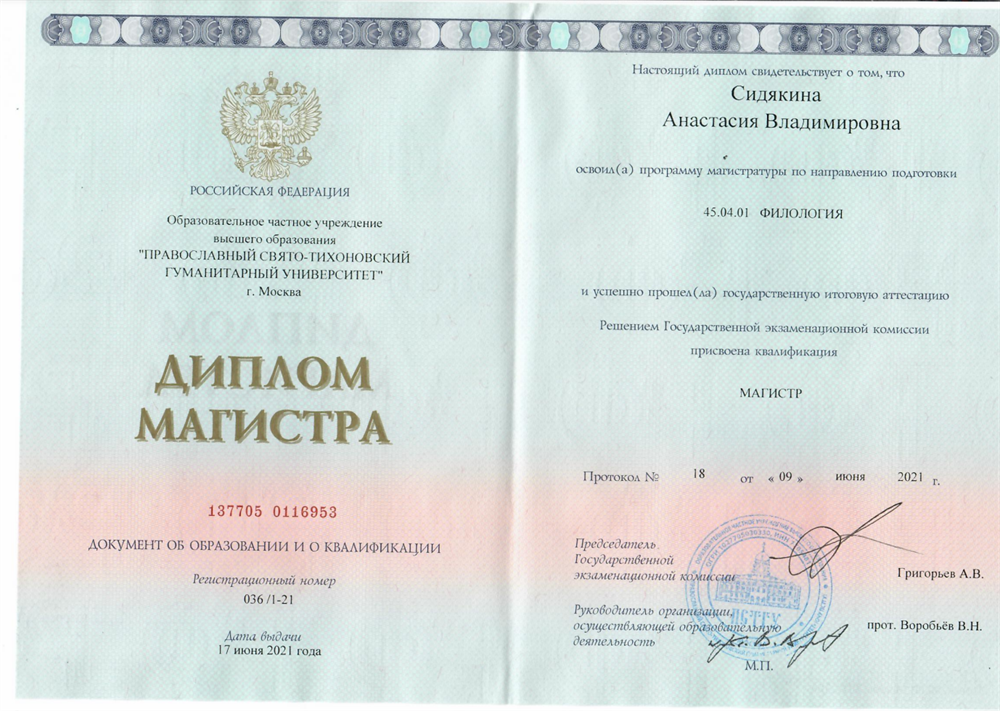 РОССИЙСКАЯ ФЕДЕРАЦИЯ
Образовательное частное учреждение
высшего образования
"ПРАВОСЛАВНЫЙ СВЯТО-ТИХОНОВСКИЙ
ГУМАНИТАРНЫЙ УНИВЕРСИТЕТ"
г. Москва
ДИПЛОМ
МАГИСТРА
137705 0116953
ДОКУМЕНТ ОБ ОБРАЗОВАНИИ И О КВАЛИФИКАЦИИ
Регистрационный номер
036 /1-21
Дата выдачи
17 июня 2021 года
Настоящий диплом свидетельствует о том, что
Сидякина
Анастасия Владимировна
освоил(а) программу магистратуры по направлению подготовки
45.04.01 ФИЛОЛОГИЯ
и успешно прошел(ла) государственную итоговую аттестацию
Решением Государственной экзаменационной комиссии
присвоена квалификация
МАГИСТР
Протокол № 18 от « 09 » июня 2021 г.
Председатель
Государственной
экзаменационной комиссии
Григорьев А.В.
Руководитель организации,
осуществляющей образовательную
деятельность
прот. Воробьёв В.Н.
ПСТГУ
М.П.